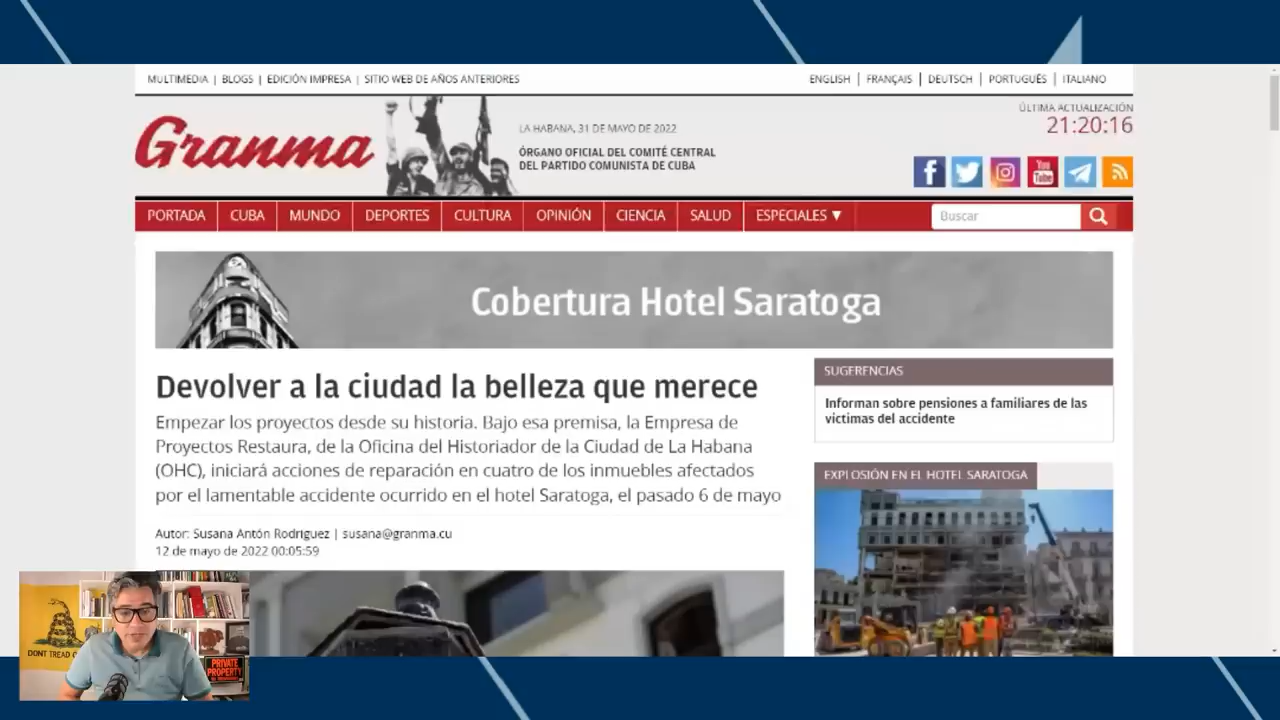 MULTIMEDIA | BLOGS | EDICIÓN IMPRESA | SITIO WEB DE AÑOS ANTERIORES
ENGLISH | FRANÇAIS | DEUTSCH | PORTUGUÊS | ITALIANO
Granma
LA HABANA, 31 DE MAYO DE 2022
ÓRGANO OFICIAL DEL COMITÉ CENTRAL
DEL PARTIDO COMUNISTA DE CUBA
ÚLTIMA ACTUALIZACIÓN
21:20:16
You
Tube
PORTADA CUBA MUNDO DEPORTES CULTURA OPINIÓN CIENCIA SALUD ESPECIALES ▼
Buscar
Cobertura Hotel Saratoga
Devolver a la ciudad la belleza que merece
Empezar los proyectos desde su historia. Bajo esa premisa, la Empresa de
Proyectos Restaura, de la Oficina del Historiador de la Ciudad de La Habana
(OHC), iniciará acciones de reparación en cuatro de los inmuebles afectados
por el lamentable accidente ocurrido en el hotel Saratoga, el pasado 6 de mayo
Autor: Susana Antón Rodriguez | susana@granma.cu
12 de mayo de 2022 00:05:59
SUGERENCIAS
Informan sobre pensiones a familiares de las
víctimas del accidente
EXPLOSIÓN EN EL HOTEL SARATOGA
DONT TREAD
PRIVATE
PROPERTY